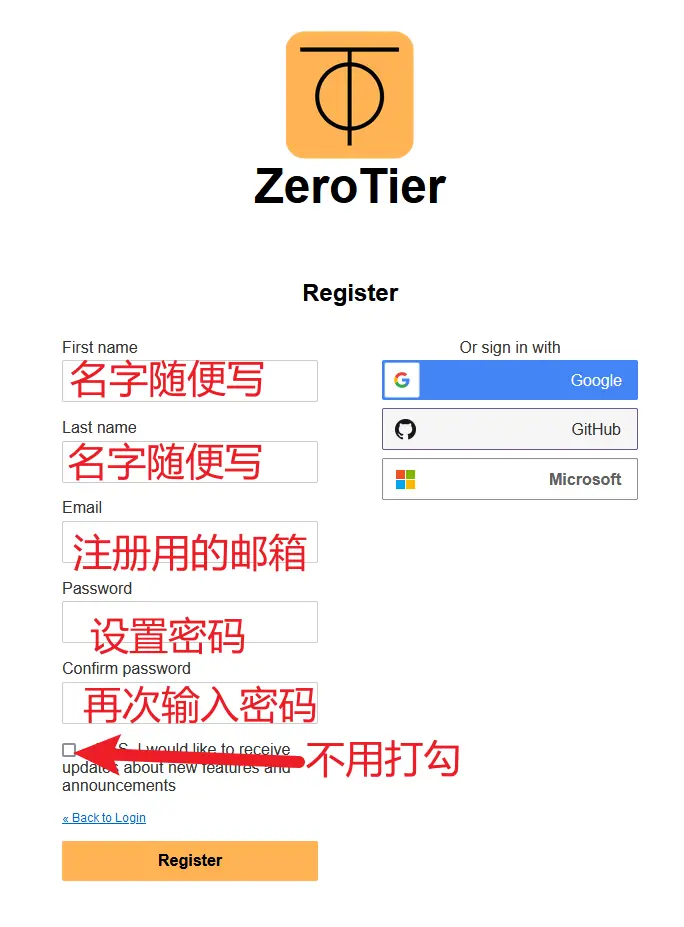 ZeroTier
Register
First name
名字随便写
Last name
名字随便写
Email
注册用的邮箱
Password
设置密码
Confirm password
再次输入密码
I would like to receive
updates about new features and
announcements
不用打勾
« Back to Login
Register
Or sign in with
Google
GitHub
Microsoft